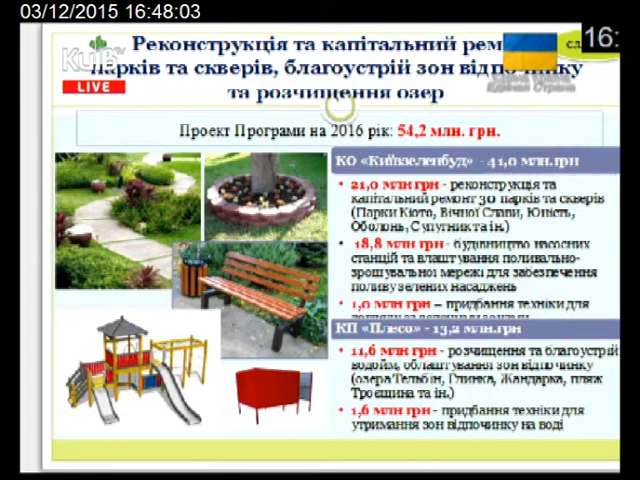 03/12/2015 16:48:03
16:
Київ TV
LIVE
Реконструкція та капітальний рем
парків та скверів, благоустрій зон відпочинку
та розчищення озер
Единая Страна
Проект Програми на 2016 рік: 54,2 млн. грн.
КО «Київзеленбуд» - 41,0 млн.грн
• 21,0 млн грн - реконструкція та
капітальний ремонт 30 парків та скверів
(Парки Кіото, Вічної Слави, Юність,
Оболонь, Супутник та ін.)
• 18,8 млн грн - будівництво насосних
станцій та влаштування поливально-
зрошувальної мережі для забезпечення
поливу зелених насаджень
• 1,0 млн грн – придбання техніки для
КП «Плесо» - 13,2 млн.грн
• 11,6 млн грн - розчищення та благоустрій
водойм, облаштування зон відпочинку
(озера Тельбін, Глинка, Жандарка, пляж
Троєщина та ін.)
• 1,6 млн грн - придбання техніки для
утримання зон відпочинку на воді